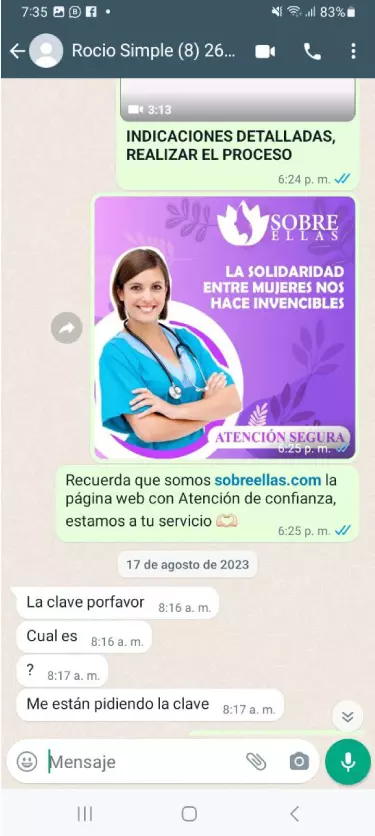 7:35
83%
Rocio Simple (8) 26...
3:13
INDICACIONES DETALLADAS,
REALIZAR EL PROCESO
6:24 p. m.
SOBRE
ELLAS
LA SOLIDARIDAD
ENTRE MUJERES NOS
HACE INVENCIBLES
ATENCIÓN SEGURA
6:25 p. m.
Recuerda que somos sobreellas.com la
página web con Atención de confianza,
estamos a tu servicio 🫶🏻
6:25 p. m.
17 de agosto de 2023
La clave porfavor 8:16 a. m.
Cual es 8:16 a. m.
? 8:17 a. m.
Me están pidiendo la clave 8:17 a. m.
Mensaje